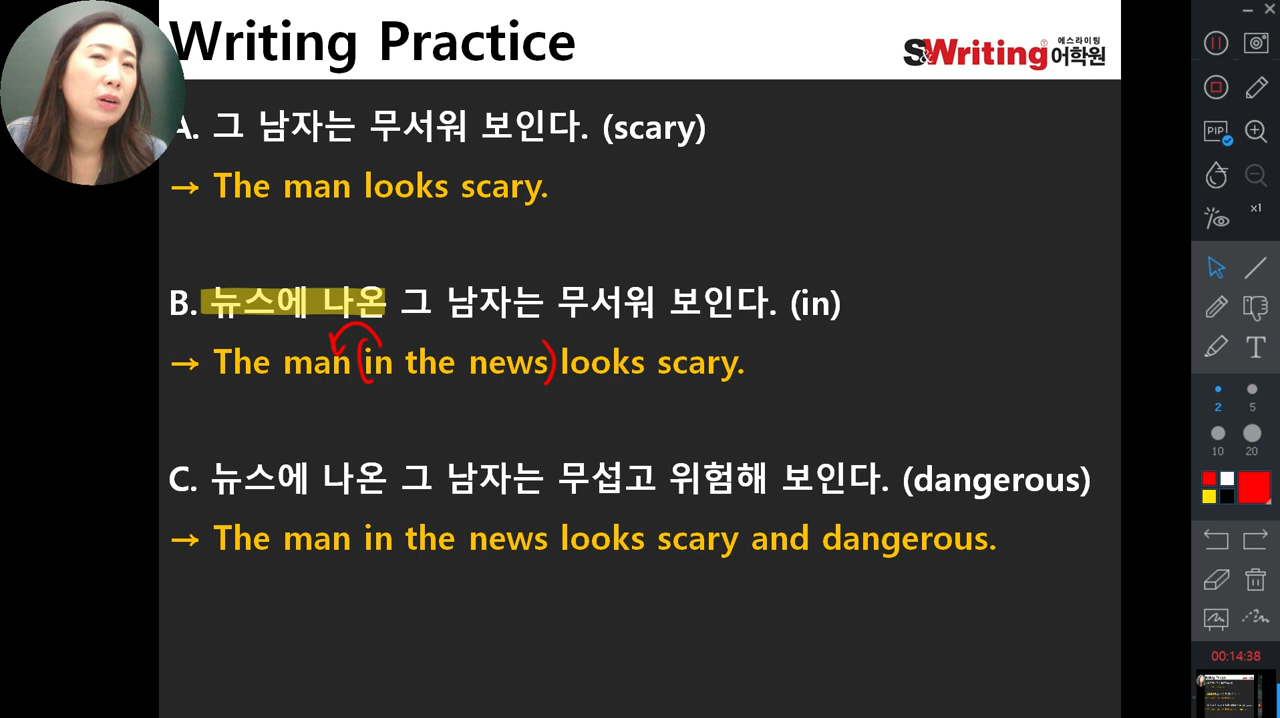 Writing Practice
S&Writing 에스라이팅 어학원
A. 그 남자는 무서워 보인다. (scary)
→ The man looks scary.
B. 뉴스에 나온 그 남자는 무서워 보인다. (in)
→ The man in the news looks scary.
C. 뉴스에 나온 그 남자는 무섭고 위험해 보인다. (dangerous)
→ The man in the news looks scary and dangerous.
PIP
x1
T
2 5
10 20
00:14:38